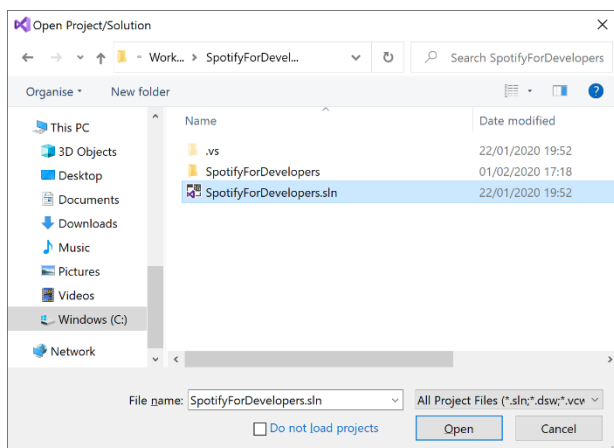 Open Project/Solution
Work... > SpotifyForDevel...
Search SpotifyForDevelopers
Organise
New folder
Name
Date modified
This PC
3D Objects
Desktop
Documents
Downloads
Music
Pictures
Videos
Windows (C:)
Network
.vs 22/01/2020 19:52
SpotifyForDevelopers 01/02/2020 17:18
SpotifyForDevelopers.sln 22/01/2020 19:52
File name: SpotifyForDevelopers.sln
All Project Files (*.sln;*.dsw;*.vcw
Do not load projects
Open
Cancel